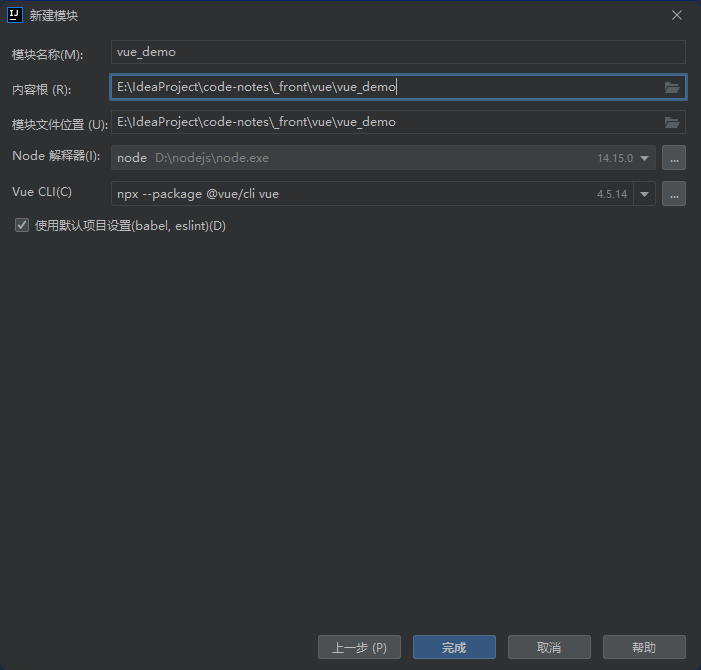 新建模块
模块名称(M): vue_demo
内容根 (R): E:\IdeaProject\code-notes\_front\vue\vue_demo
模块文件位置 (U): E:\IdeaProject\code-notes\_front\vue\vue_demo
Node 解释器(I): node D:\nodejs\node.exe 14.15.0 ...
Vue CLI(C) npx --package @vue/cli vue 4.5.14 ...
使用默认项目设置(babel, eslint)(D)
上一步 (P) 完成 取消 帮助